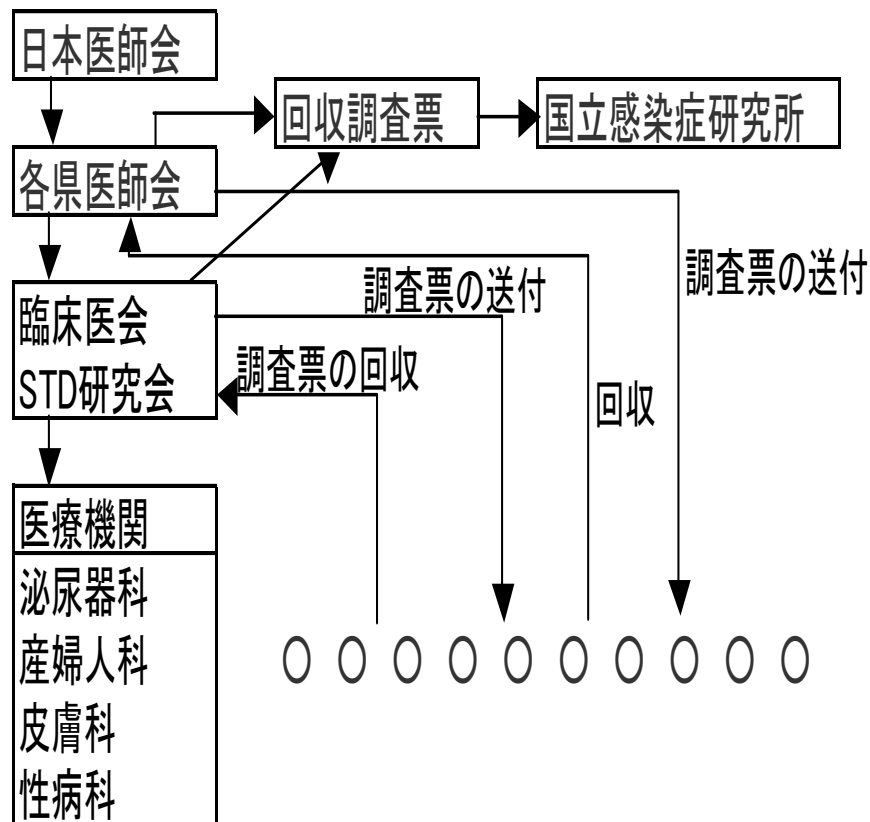 日本医師会
回収調査票
国立感染症研究所
各県医師会
調査票の送付
臨床医会
STD研究会
調査票の送付
調査票の回収
回収
医療機関
泌尿器科
産婦人科
皮膚科
性病科
○ ○ ○ ○ ○ ○ ○ ○ ○ ○